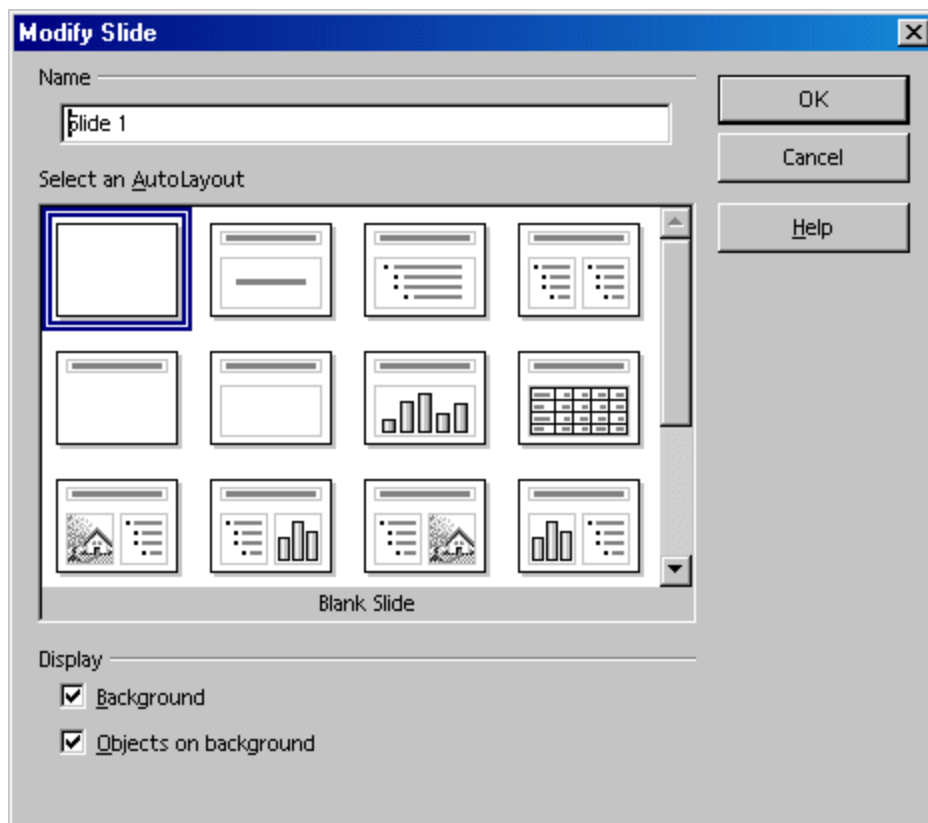 Modify Slide
Name
Slide 1
OK
Cancel
Select an AutoLayout
Help
Blank Slide
Display
Background
Objects on background